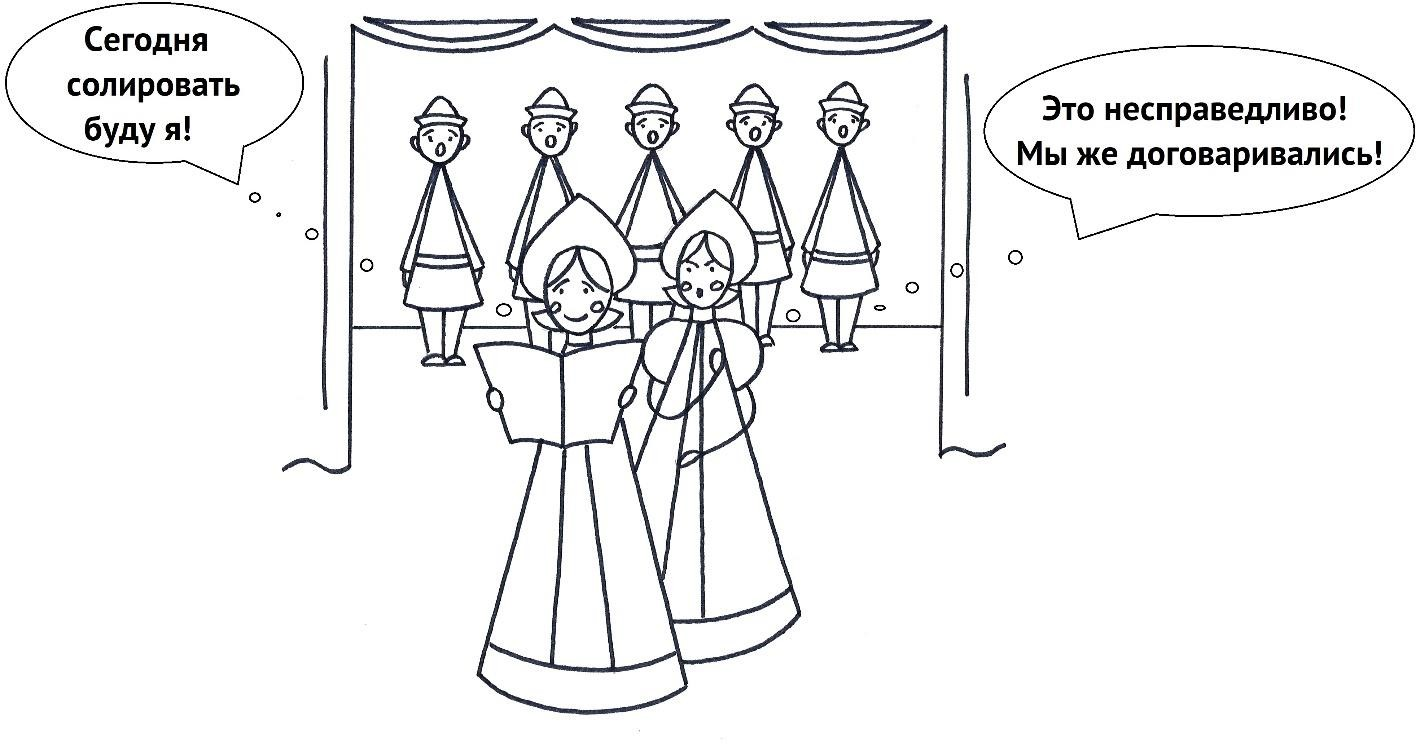 Сегодня
солировать
буду я!
Это несправедливо!
Мы же договаривались!